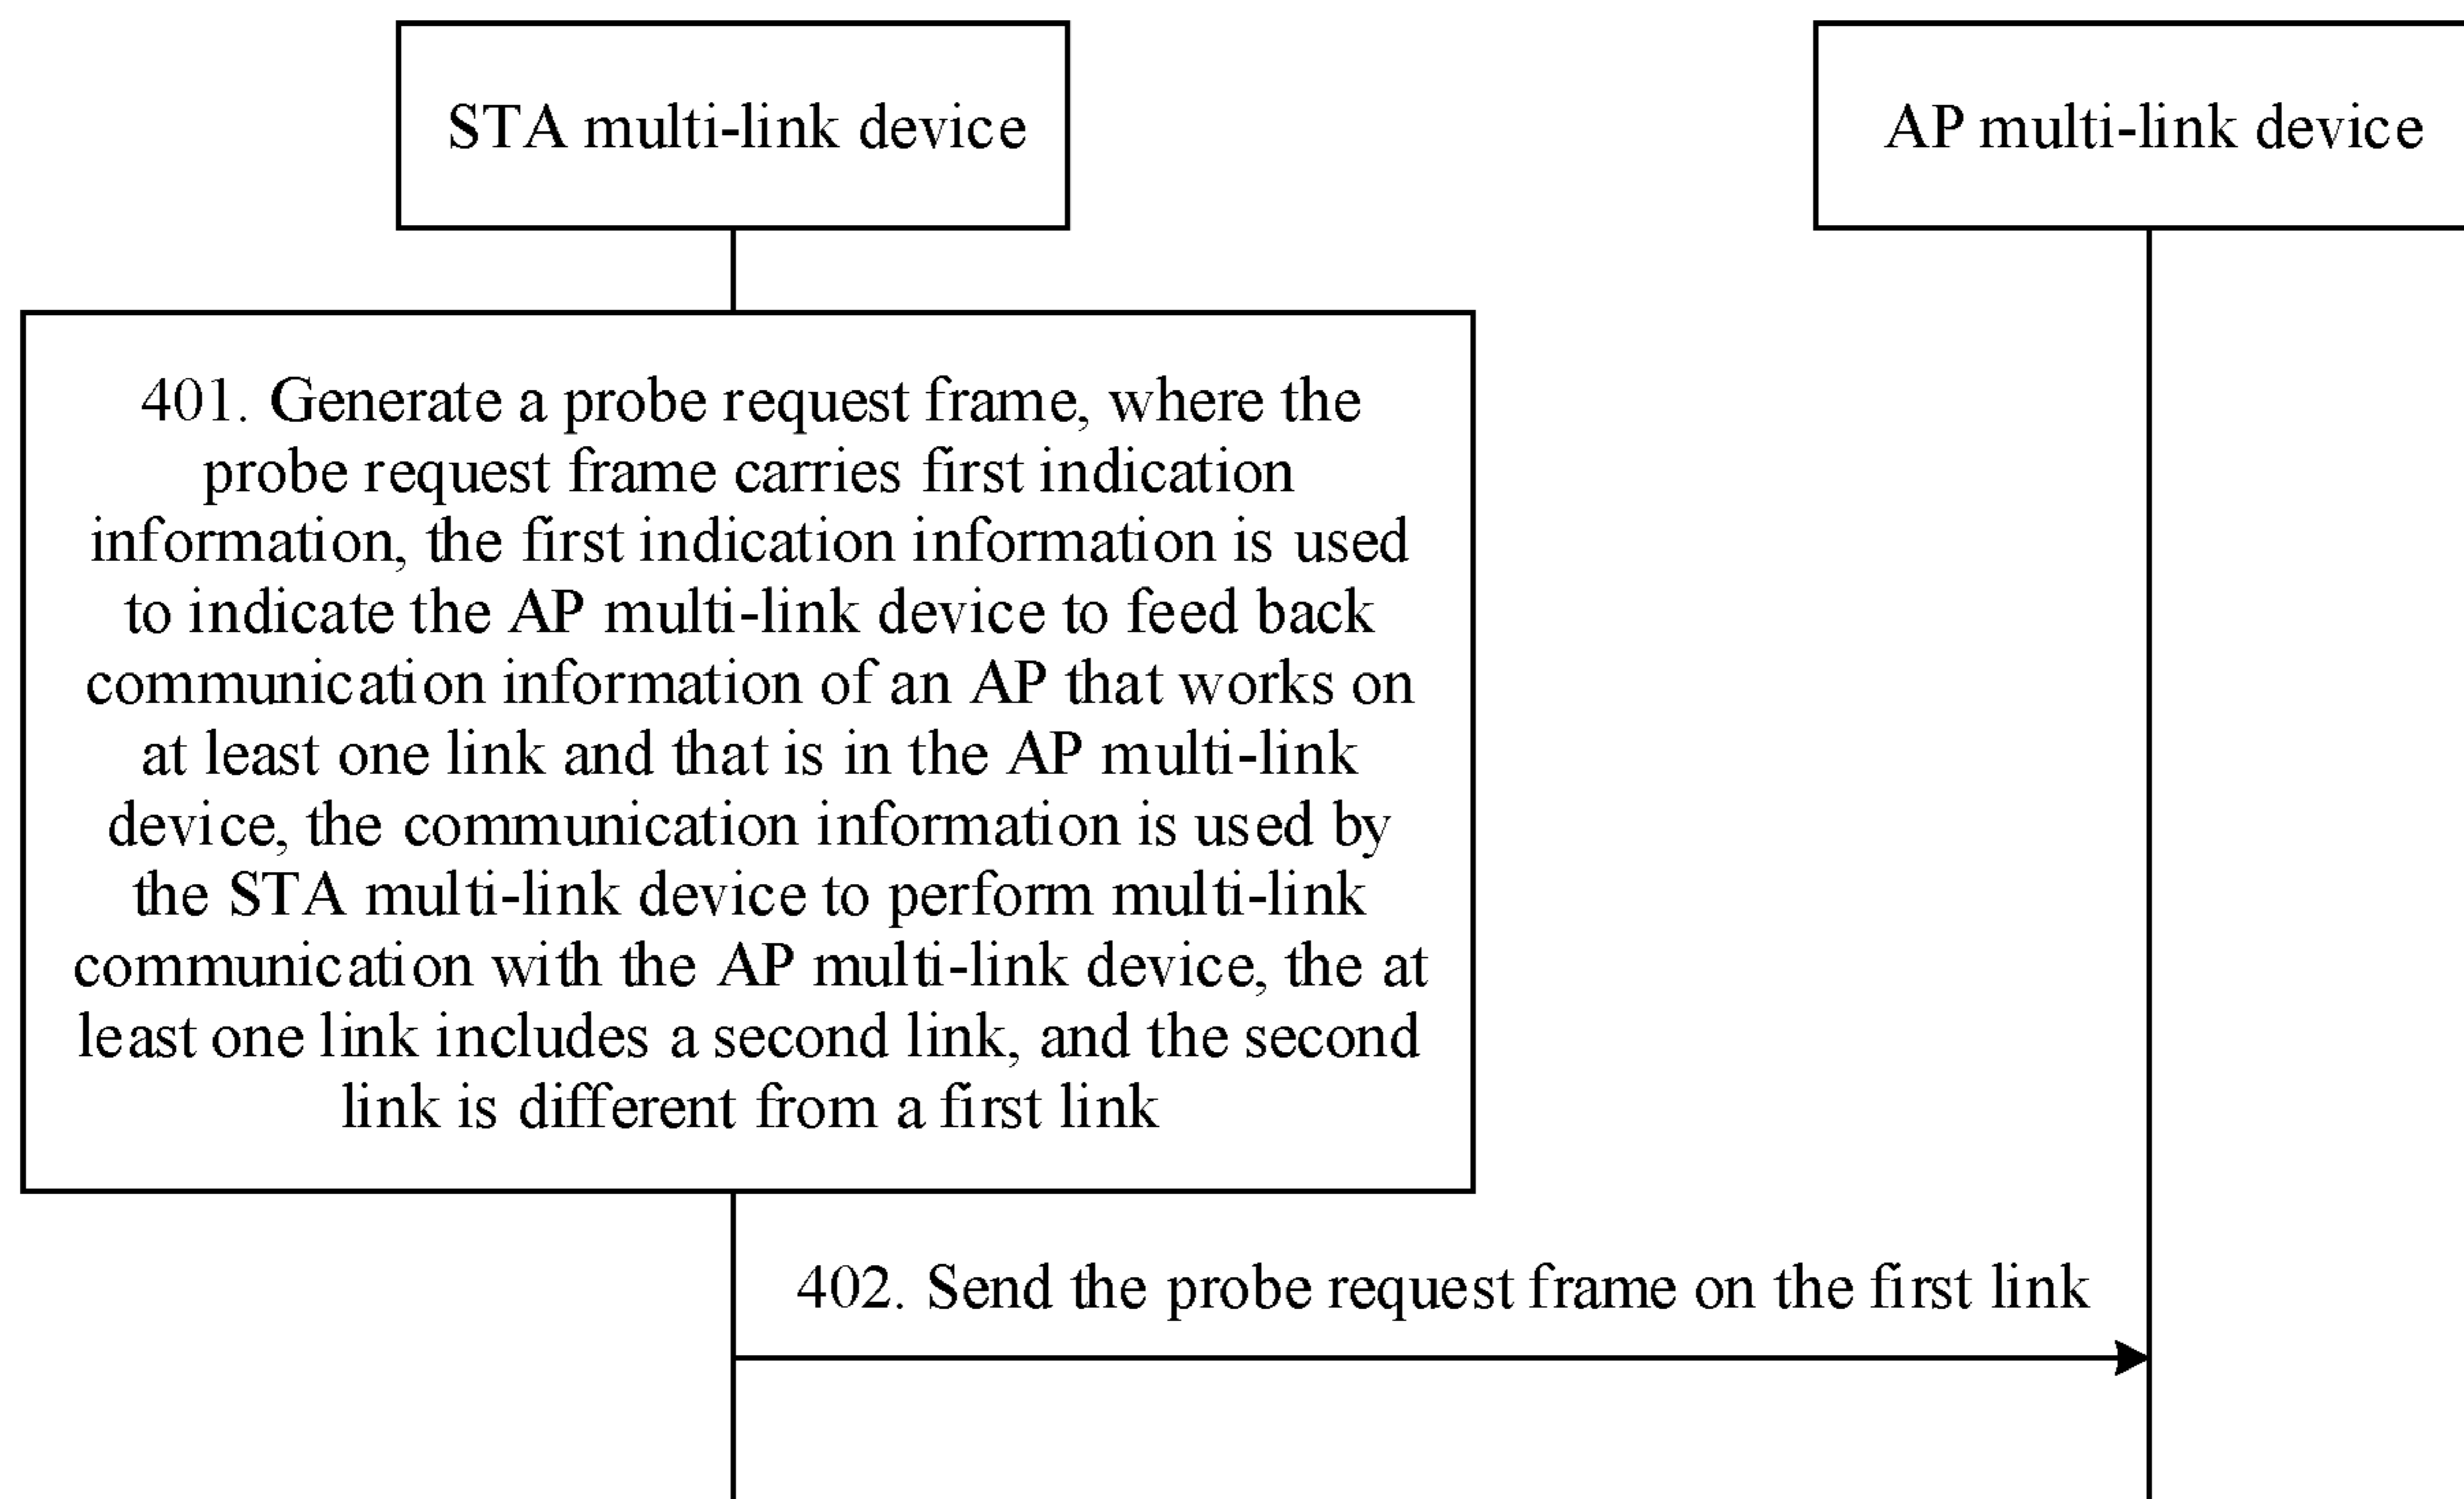 STA multi-link device
AP multi-link device
401. Generate a probe request frame, where the
probe request frame carries first indication
information, the first indication information is used
to indicate the AP multi-link device to feed back
communication information of an AP that works on
at least one link and that is in the AP multi-link
device, the communication information is used by
the STA multi-link device to perform multi-link
communication with the AP multi-link device, the at
least one link includes a second link, and the second
link is different from a first link
402. Send the probe request frame on the first link